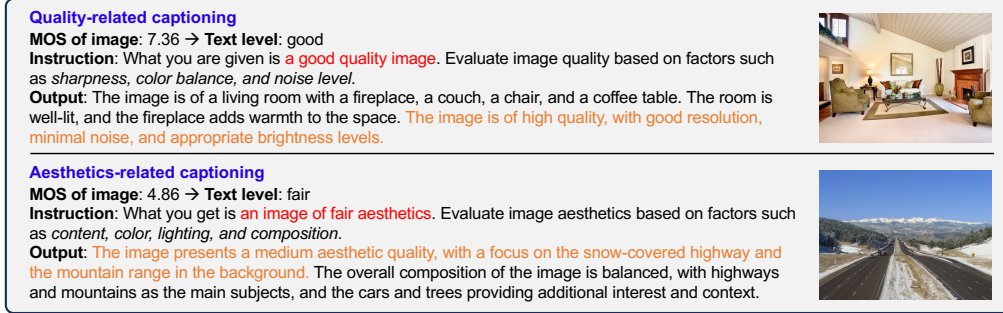 Quality-related captioning
MOS of image: 7.36 → Text level: good
Instruction: What you are given is a good quality image. Evaluate image quality based on factors such
as sharpness, color balance, and noise level.
Output: The image is of a living room with a fireplace, a couch, a chair, and a coffee table. The room is
well-lit, and the fireplace adds warmth to the space. The image is of high quality, with good resolution,
minimal noise, and appropriate brightness levels.
Aesthetics-related captioning
MOS of image: 4.86 → Text level: fair
Instruction: What you get is an image of fair aesthetics. Evaluate image aesthetics based on factors such
as content, color, lighting, and composition.
Output: The image presents a medium aesthetic quality, with a focus on the snow-covered highway and
the mountain range in the background. The overall composition of the image is balanced, with highways
and mountains as the main subjects, and the cars and trees providing additional interest and context.